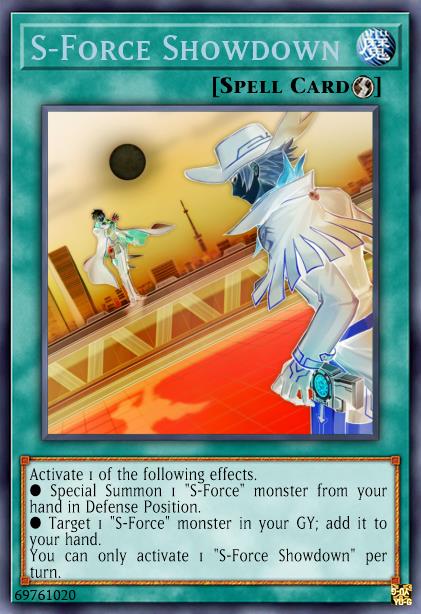 S-Force Showdown
魔
[Spell Card]
Activate 1 of the following effects.
● Special Summon 1 "S-Force" monster from your
hand in Defense Position.
● Target 1 "S-Force" monster in your GY; add it to
your hand.
You can only activate 1 "S-Force Showdown" per
turn.
69761020